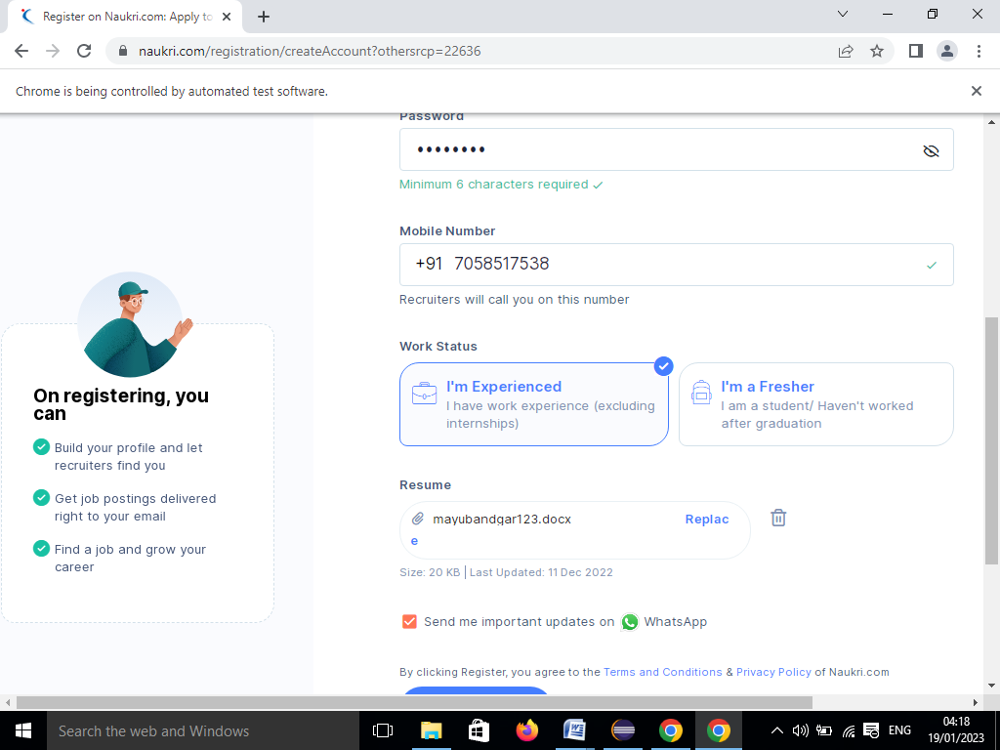 Register on Naukri.com: Apply to
naukri.com/registration/createAccount?othersrcp=22636
Chrome is being controlled by automated test software.
Password
••••••••
Minimum 6 characters required
Mobile Number
+91 7058517538
Recruiters will call you on this number
Work Status
I'm Experienced
I have work experience (excluding
internships)
I'm a Fresher
I am a student/ Haven't worked
after graduation
Resume
mayubandgar123.docx Replac
e
Size: 20 KB | Last Updated: 11 Dec 2022
Send me important updates on WhatsApp
By clicking Register, you agree to the Terms and Conditions & Privacy Policy of Naukri.com
On registering, you
can
Build your profile and let
recruiters find you
Get job postings delivered
right to your email
Find a job and grow your
career
Search the web and Windows
ENG
04:18
19/01/2023